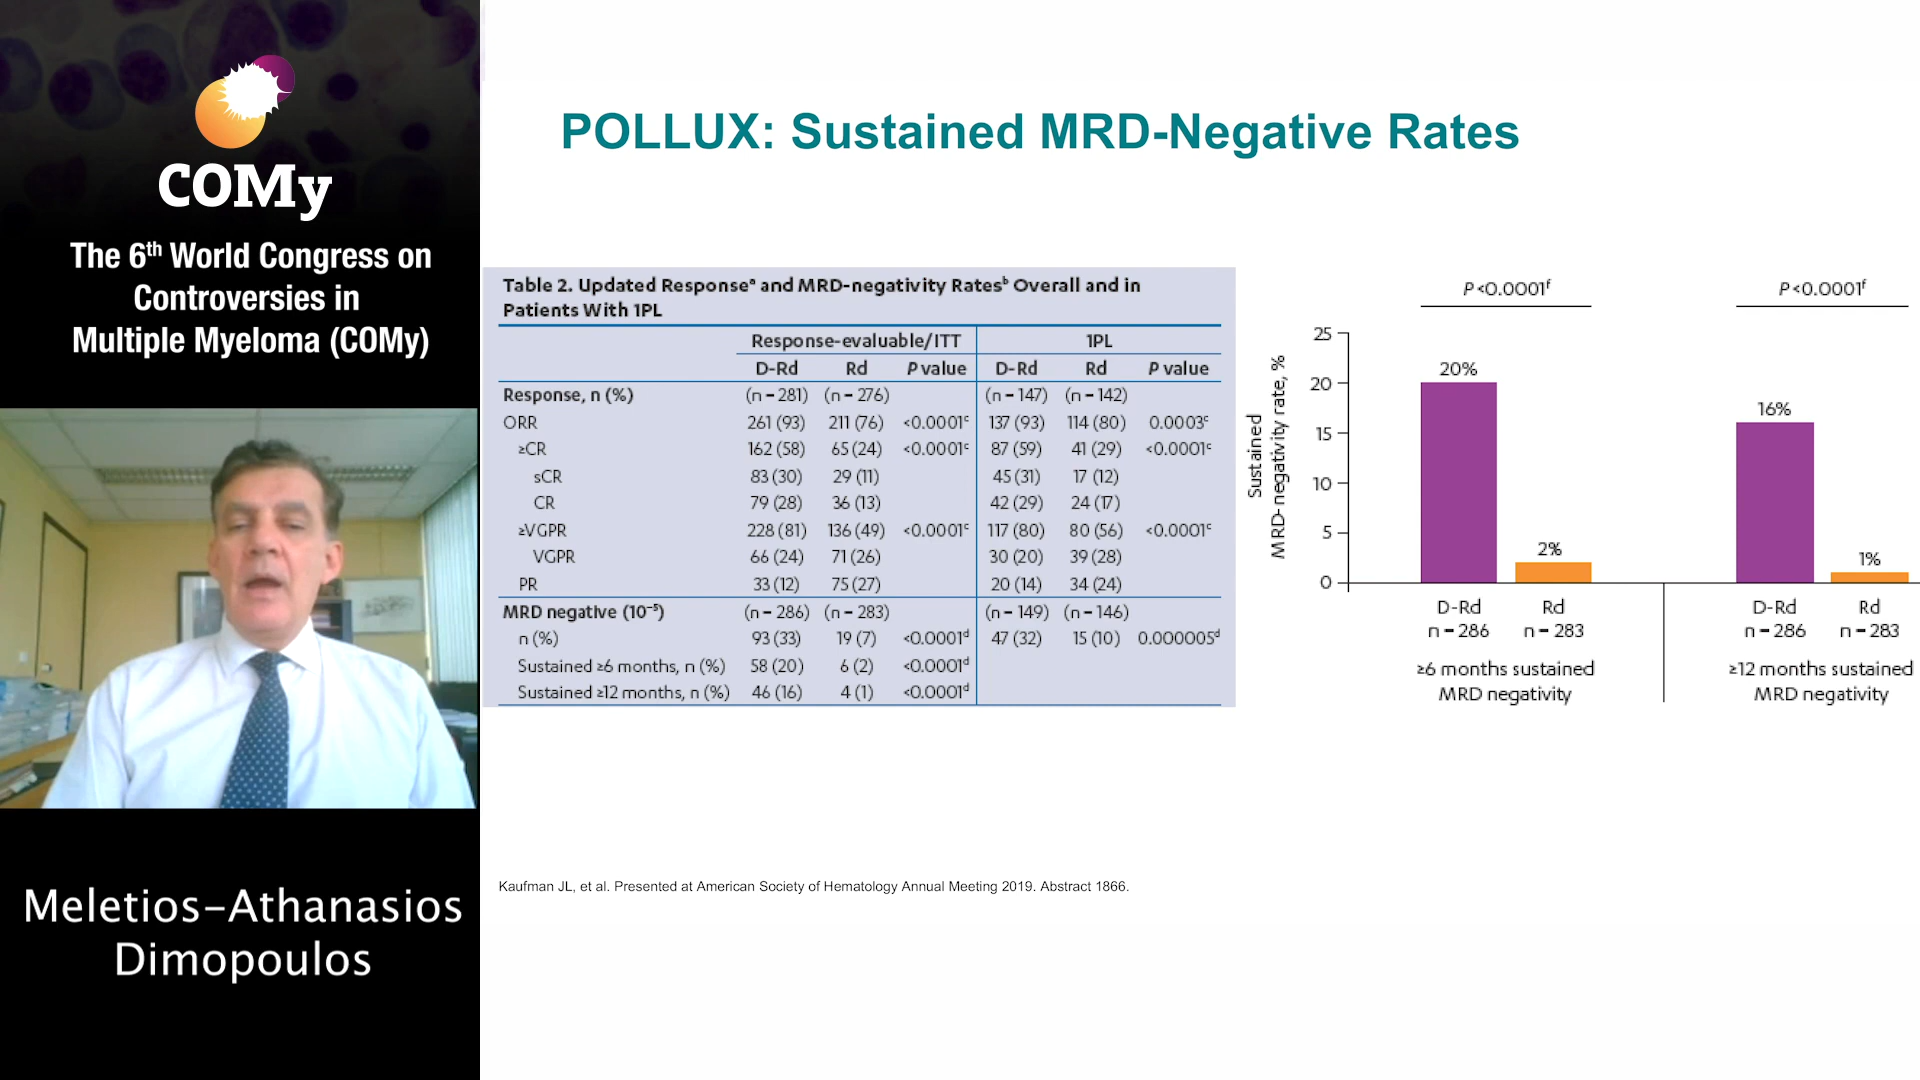 COMy
The 6th World Congress on
Controversies in
Multiple Myeloma (COMy)
Meletios-Athanasios
Dimopoulos
POLLUX: Sustained MRD-Negative Rates
Table 2. Updated Responseᵃ and MRD-negativity Ratesᵇ Overall and in
Patients With 1PL
Response-evaluable/ITT 1PL
D-Rd Rd P value D-Rd Rd P value
Response, n (%) (n=281) (n=276) (n=147) (n=142)
ORR 261 (93) 211 (76) <0.0001ᶜ 137 (93) 114 (80) 0.0003ᶜ
≥CR 162 (58) 65 (24) <0.0001ᶜ 87 (59) 41 (29) <0.0001ᶜ
sCR 83 (30) 29 (11) 45 (31) 17 (12)
CR 79 (28) 36 (13) 42 (29) 24 (17)
≥VGPR 228 (81) 136 (49) <0.0001ᶜ 117 (80) 80 (56) <0.0001ᶜ
VGPR 66 (24) 71 (26) 30 (20) 39 (28)
PR 33 (12) 75 (27) 20 (14) 34 (24)
MRD negative (10⁻⁵) (n=286) (n=283) (n=149) (n=146)
n (%) 93 (33) 19 (7) <0.0001ᵈ 47 (32) 15 (10) 0.000005ᵈ
Sustained ≥6 months, n (%) 58 (20) 6 (2) <0.0001ᵈ
Sustained ≥12 months, n (%) 46 (16) 4 (1) <0.0001ᵈ
P<0.0001ᶠ P<0.0001ᶠ
Sustained
MRD-negativity rate, %
25
20
15
10
5
0
20%
2%
16%
1%
D-Rd Rd D-Rd Rd
n=286 n=283 n=286 n=283
≥6 months sustained
MRD negativity
≥12 months sustained
MRD negativity
Kaufman JL, et al. Presented at American Society of Hematology Annual Meeting 2019. Abstract 1866.